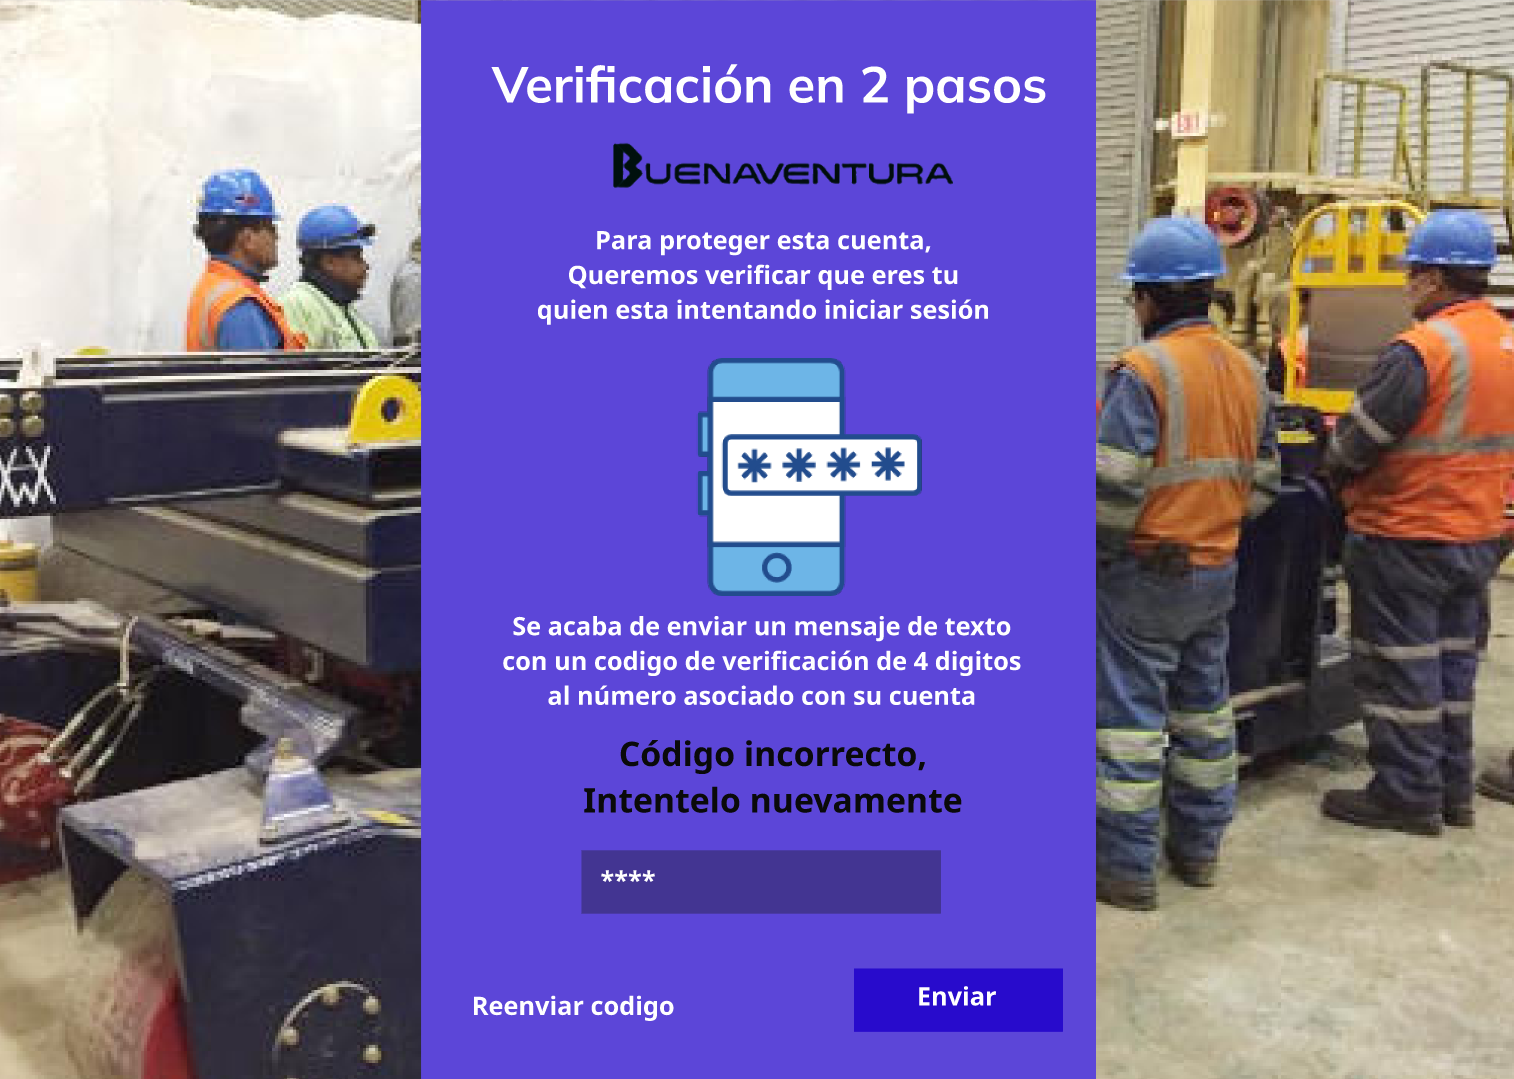 Verificación en 2 pasos
BUENAVENTURA
Para proteger esta cuenta,
Queremos verificar que eres tu
quien esta intentando iniciar sesión
****
Se acaba de enviar un mensaje de texto
con un codigo de verificación de 4 digitos
al número asociado con su cuenta
Código incorrecto,
Intentelo nuevamente
****
Reenviar codigo
Enviar
EXIT